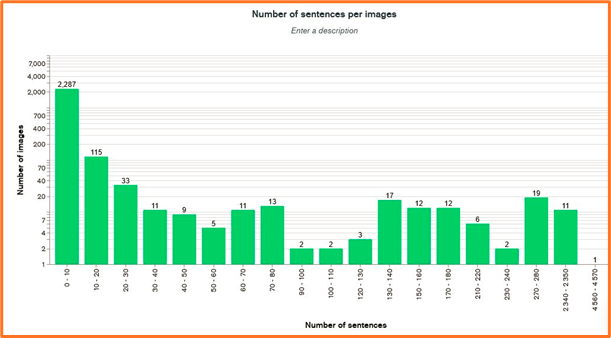 Number of sentences per images
Enter a description
Number of images
7,000
4,000
2,000
700
400
200
70
40
20
7
4
2
1
2,287
115
33
11
9
5
11
13
2
2
3
17
12
12
6
2
19
11
1
0 - 10
10 - 20
20 - 30
30 - 40
40 - 50
50 - 60
60 - 70
70 - 80
90 - 100
100 - 110
120 - 130
130 - 140
150 - 160
170 - 180
210 - 220
230 - 240
270 - 280
2 340 - 2 350
4 560 - 4 570
Number of sentences